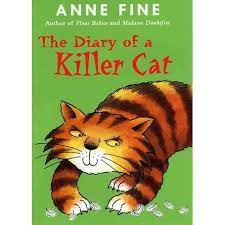 ANNE FINE
Author of Flour Babies and Madame Doubtfire
The Diary of a
Killer Cat